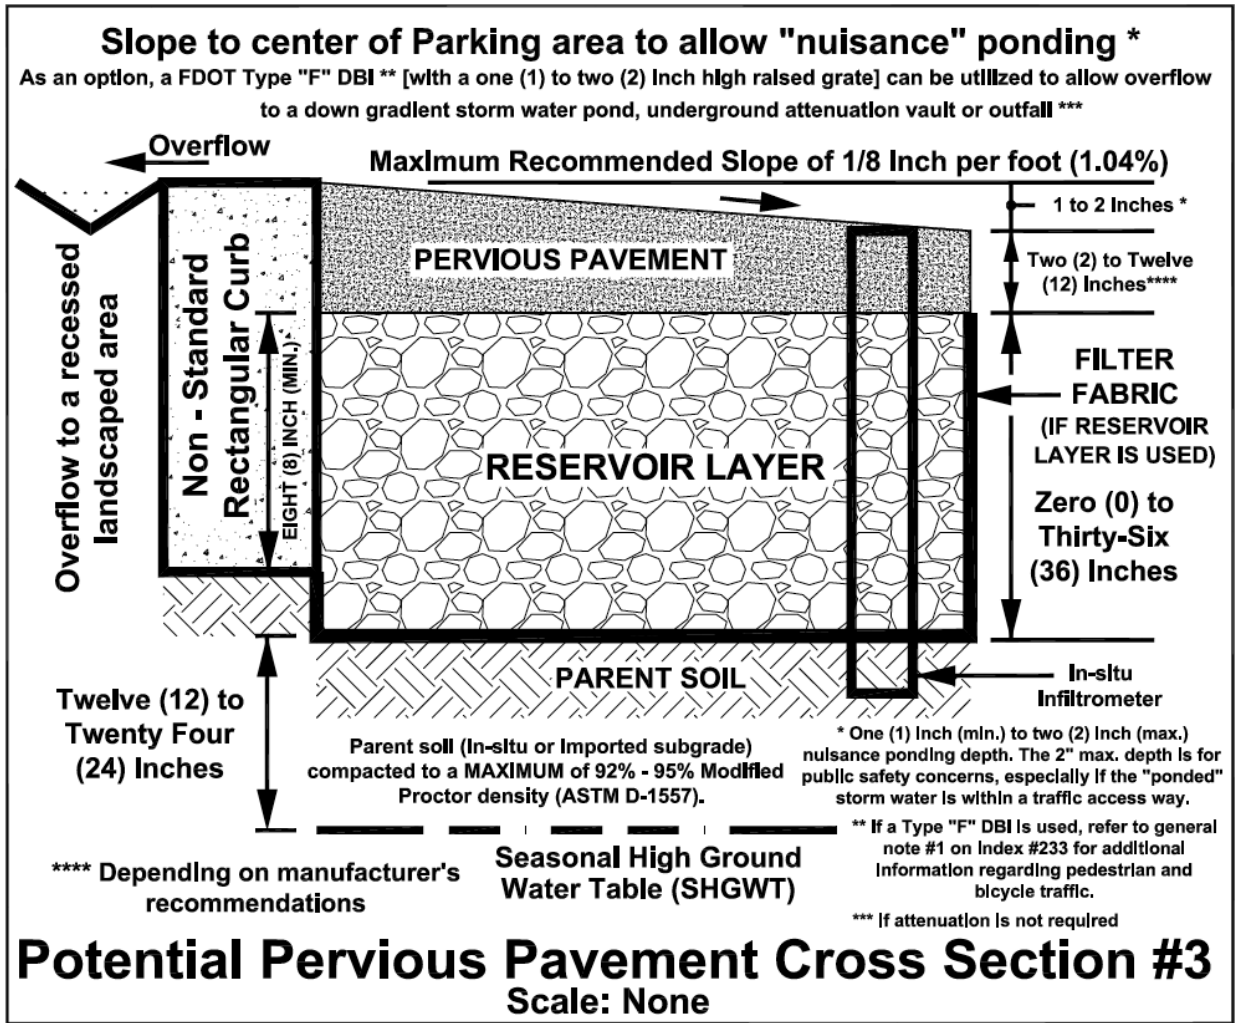 Slope to center of Parking area to allow "nuisance" ponding *
As an option, a FDOT Type "F" DBI ** [with a one (1) to two (2) inch high raised grate] can be utilized to allow overflow
to a down gradient storm water pond, underground attenuation vault or outfall ***
Overflow
Maximum Recommended Slope of 1/8 Inch per foot (1.04%)
1 to 2 Inches *
PERVIOUS PAVEMENT
Two (2) to Twelve
(12) Inches****
Overflow to a recessed
landscaped area
Non - Standard
Rectangular Curb
EIGHT (8) INCH (MIN.)
RESERVOIR LAYER
FILTER
FABRIC
(IF RESERVOIR
LAYER IS USED)
Zero (0) to
Thirty-Six
(36) Inches
PARENT SOIL
In-situ
Infiltrometer
Twelve (12) to
Twenty Four
(24) Inches
Parent soil (in-situ or imported subgrade)
compacted to a MAXIMUM of 92% - 95% Modified
Proctor density (ASTM D-1557).
* One (1) inch (min.) to two (2) inch (max.)
nuisance ponding depth. The 2" max. depth is for
public safety concerns, especially if the "ponded"
storm water is within a traffic access way.
** If a Type "F" DBI is used, refer to general
note #1 on Index #233 for additional
information regarding pedestrian and
bicycle traffic.
*** If attenuation is not required
Seasonal High Ground
Water Table (SHGWT)
**** Depending on manufacturer's
recommendations
Potential Pervious Pavement Cross Section #3
Scale: None